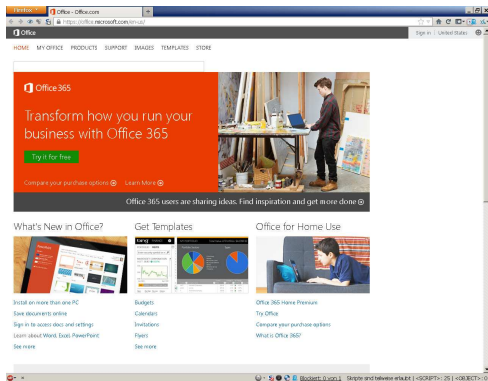 Firefox
Office - Office.com
https://office.microsoft.com/en-us/
Office
Sign in | United States
HOME MY OFFICE PRODUCTS SUPPORT IMAGES TEMPLATES STORE
Office 365
Transform how you run your
business with Office 365
Try it for free
Compare your purchase options Learn More
Office 365 users are sharing ideas. Find inspiration and get more done
What's New in Office? Get Templates Office for Home Use
bing
Install on more than one PC Budgets Office 365 Home Premium
Save documents online Calendars Try Office
Sign in to access docs and settings Invitations Compare your purchase options
Learn about Word, Excel, PowerPoint Flyers What is Office 365?
See more See more
Blockiert: 0 von 1 Skripte sind teilweise erlaubt | <SCRIPT>: 25 | <OBJECT>: 0